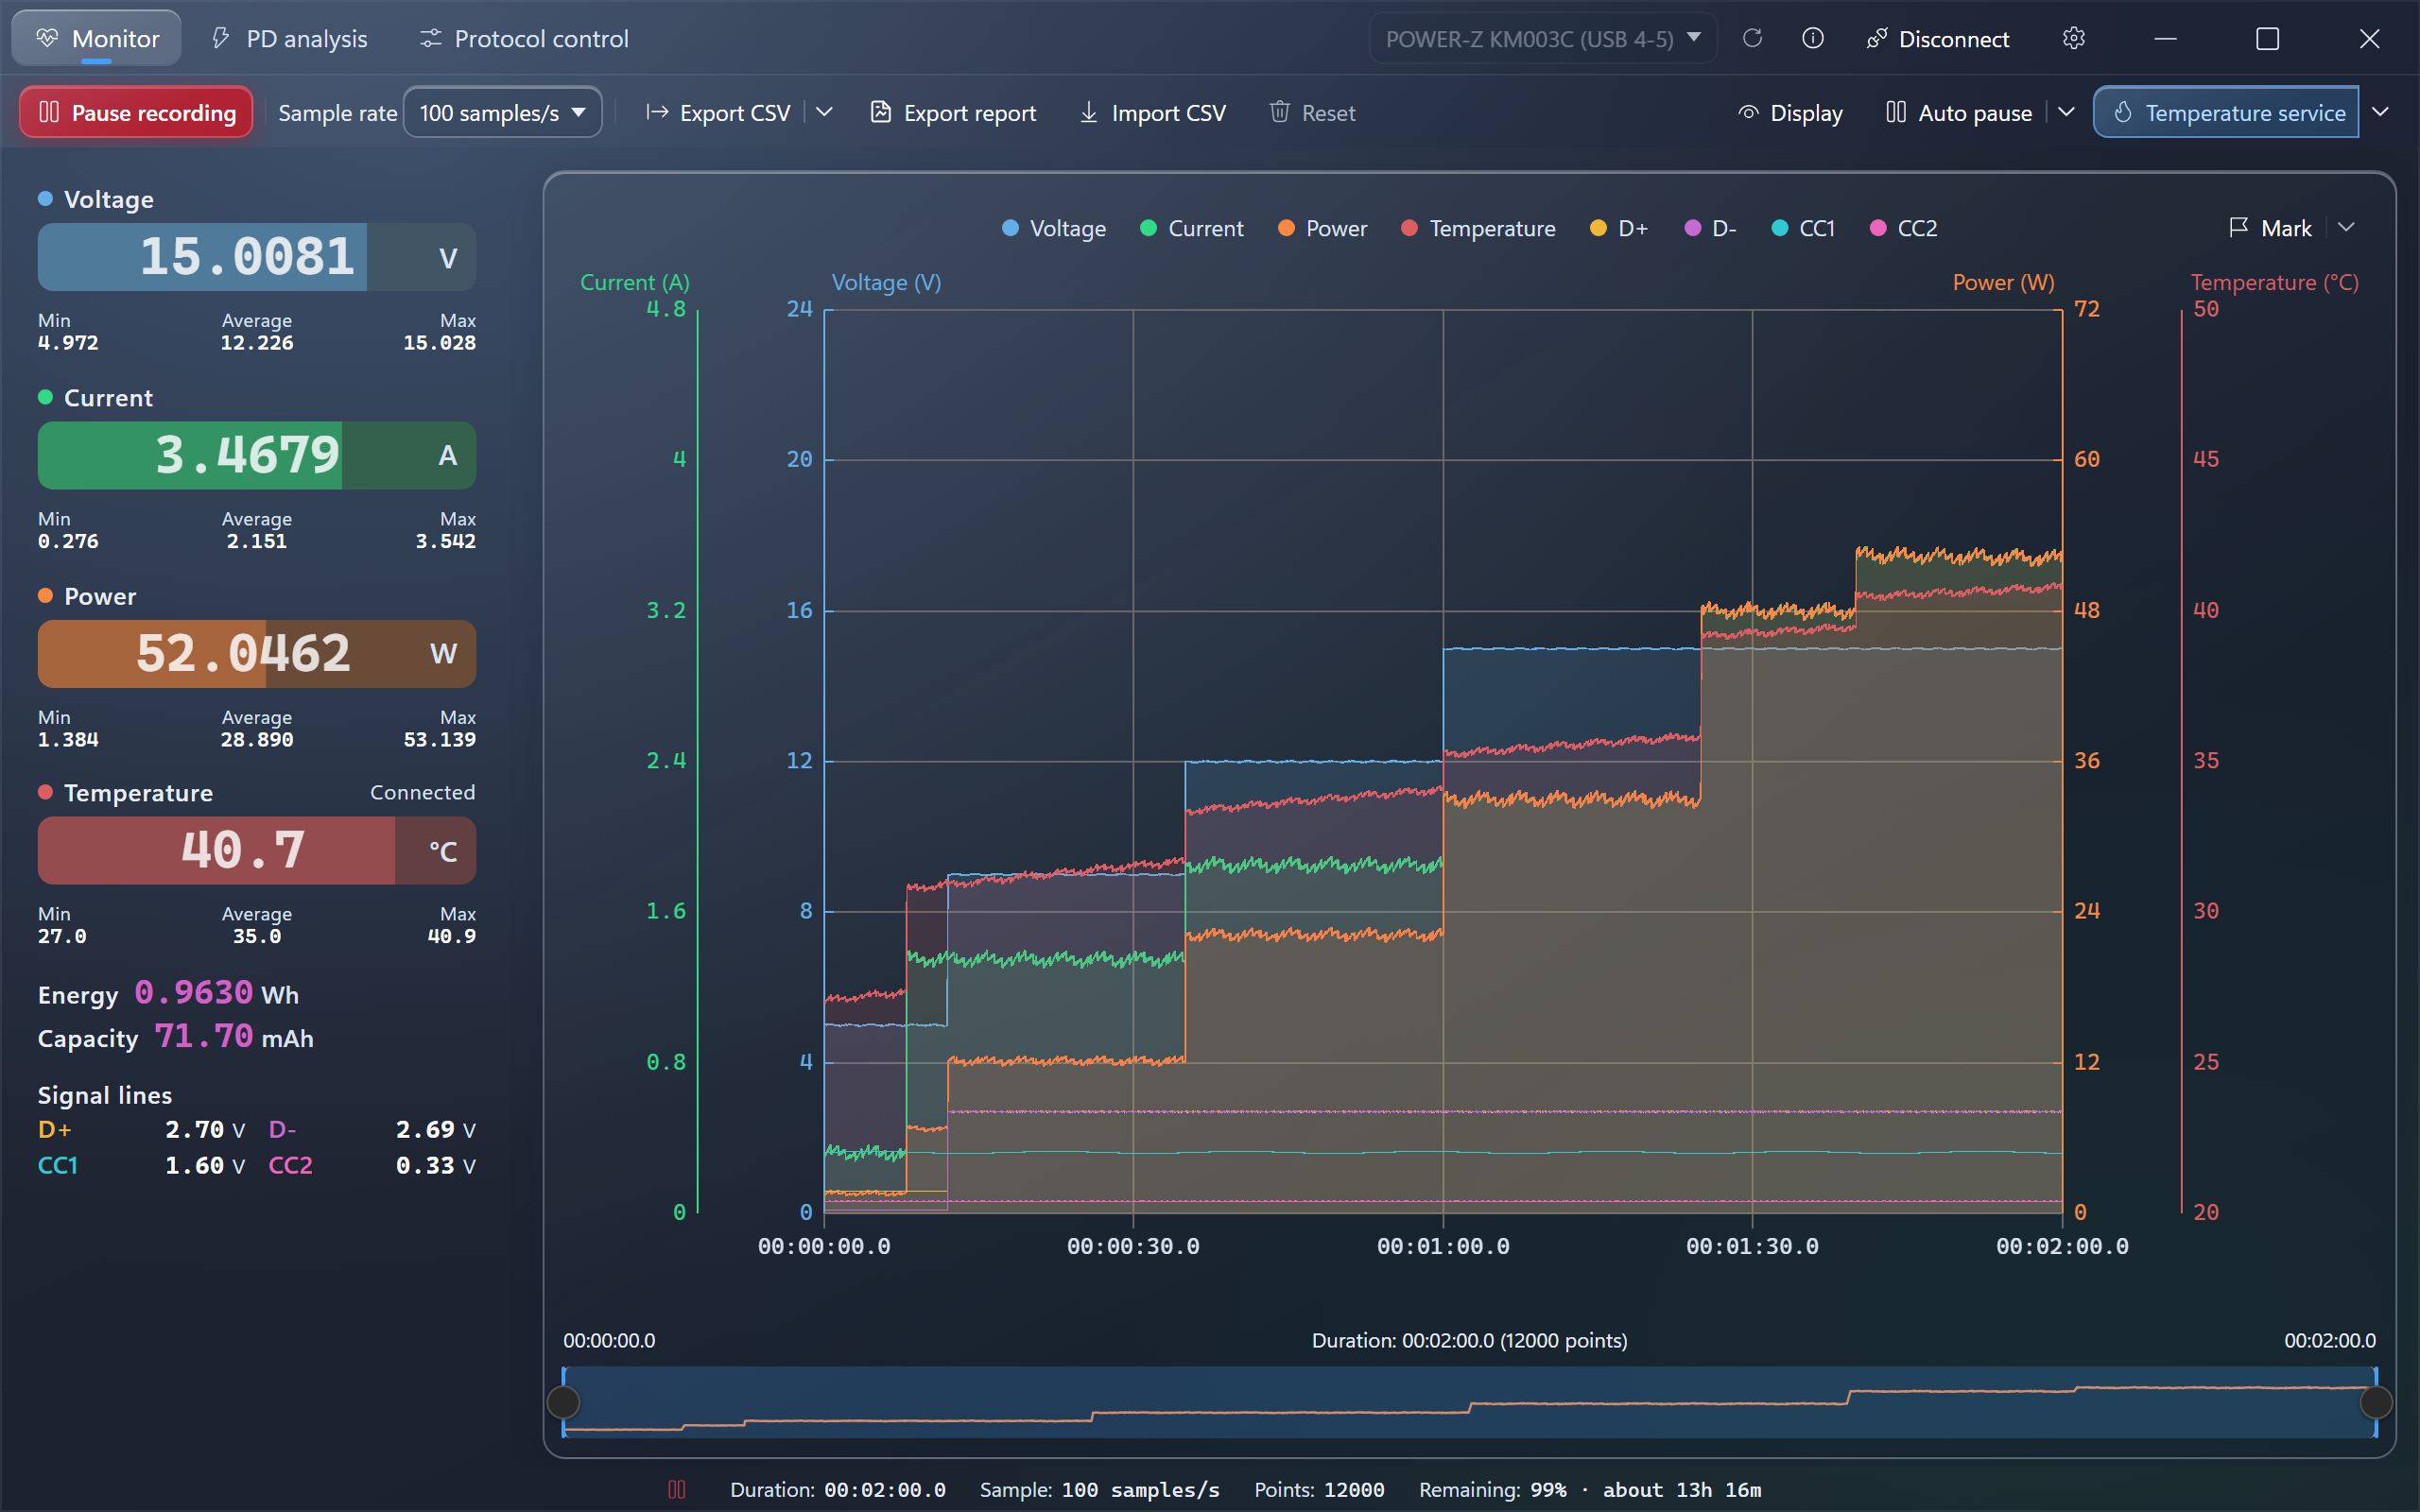 Monitor PD analysis Protocol control POWER-Z KM003C (USB 4-5) Disconnect
Pause recording Sample rate 100 samples/s Export CSV Export report Import CSV Reset Display Auto pause Temperature service
Voltage
15.0081 V
Min Average Max
4.972 12.226 15.028
Current
3.4679 A
Min Average Max
0.276 2.151 3.542
Power
52.0462 W
Min Average Max
1.384 28.890 53.139
Temperature Connected
40.7 °C
Min Average Max
27.0 35.0 40.9
Energy 0.9630 Wh
Capacity 71.70 mAh
Signal lines
D+ 2.70 V D- 2.69 V
CC1 1.60 V CC2 0.33 V
Voltage Current Power Temperature D+ D- CC1 CC2 Mark
Current (A) Voltage (V) Power (W) Temperature (°C)
4.8 24 72 50
4 20 60 45
3.2 16 48 40
2.4 12 36 35
1.6 8 24 30
0.8 4 12 25
0 0 0 20
00:00:00.0 00:00:30.0 00:01:00.0 00:01:30.0 00:02:00.0
00:00:00.0 Duration: 00:02:00.0 (12000 points) 00:02:00.0
Duration: 00:02:00.0 Sample: 100 samples/s Points: 12000 Remaining: 99% · about 13h 16m